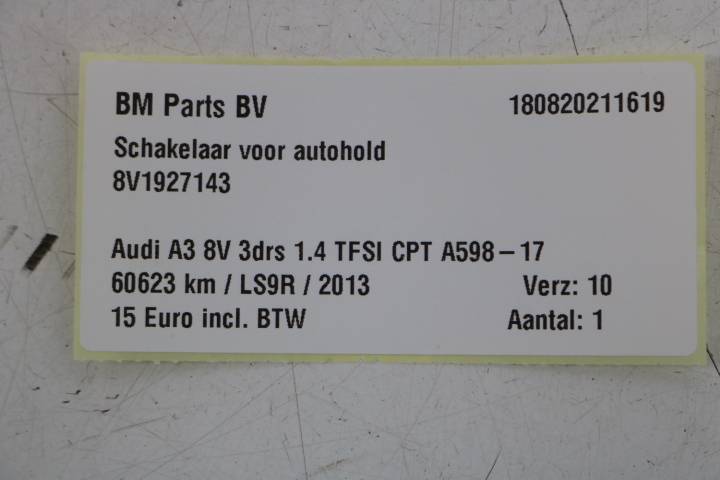 BM Parts BV 180820211619
Schakelaar voor autohold
8V1927143
Audi A3 8V 3drs 1.4 TFSI CPT A598-17
60623 km / LS9R / 2013 Verz: 10
15 Euro incl. BTW Aantal: 1